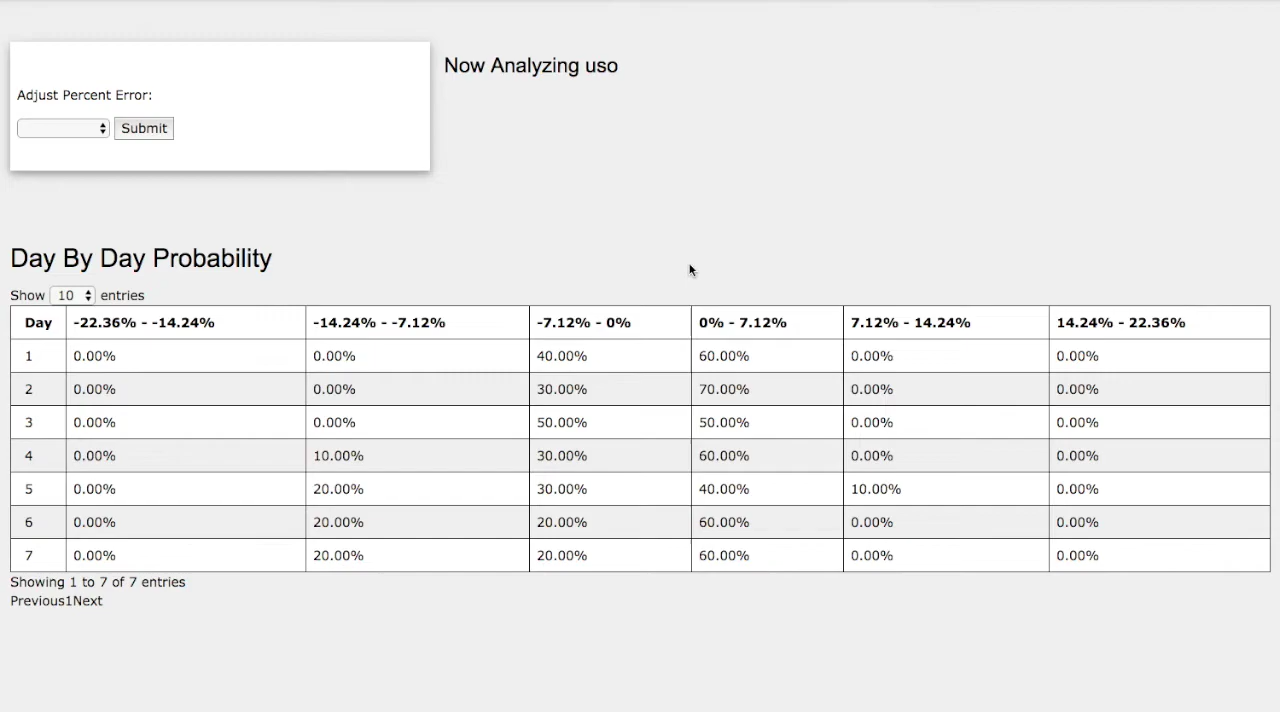 Now Analyzing uso
Adjust Percent Error:
Submit
Day By Day Probability
Show 10 entries
Day -22.36% - -14.24% -14.24% - -7.12% -7.12% - 0% 0% - 7.12% 7.12% - 14.24% 14.24% - 22.36%
1 0.00% 0.00% 40.00% 60.00% 0.00% 0.00%
2 0.00% 0.00% 30.00% 70.00% 0.00% 0.00%
3 0.00% 0.00% 50.00% 50.00% 0.00% 0.00%
4 0.00% 10.00% 30.00% 60.00% 0.00% 0.00%
5 0.00% 20.00% 30.00% 40.00% 10.00% 0.00%
6 0.00% 20.00% 20.00% 60.00% 0.00% 0.00%
7 0.00% 20.00% 20.00% 60.00% 0.00% 0.00%
Showing 1 to 7 of 7 entries
Previous1Next